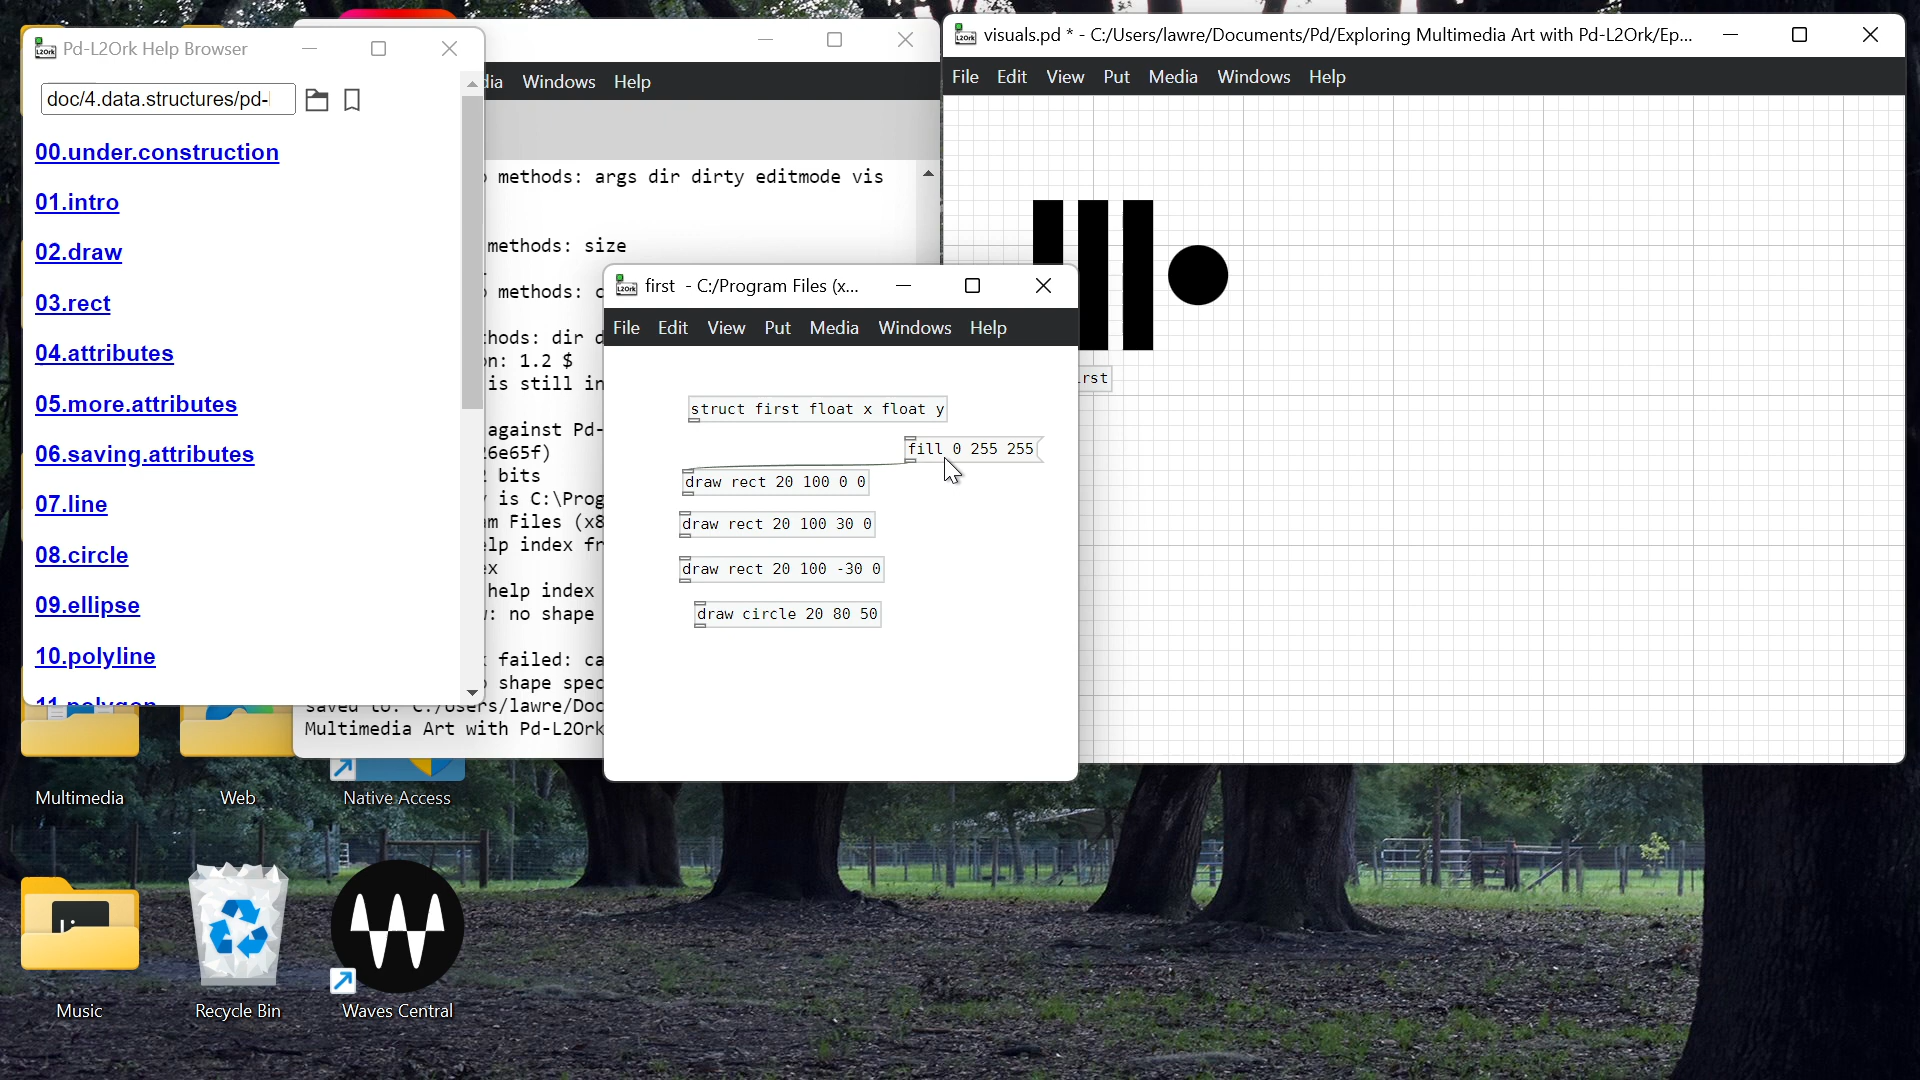 Pd-L2Ork Help Browser
doc/4.data.structures/pd-
00.under.construction
01.intro
02.draw
03.rect
04.attributes
05.more.attributes
06.saving.attributes
07.line
08.circle
09.ellipse
10.polyline
dia Windows Help
methods: args dir dirty editmode vis
methods: size
methods: c
thods: dir d
on: 1.2 $
is still in
against Pd-
26e65f)
bits
is C:\Prog
am Files (x8
elp index fr
ex
help index
: no shape
failed: ca
shape spec
saved to: C:/Users/lawre/Doc
Multimedia Art with Pd-L2Ork
first - C:/Program Files (x...
File Edit View Put Media Windows Help
struct first float x float y
fill 0 255 255
draw rect 20 100 0 0
draw rect 20 100 30 0
draw rect 20 100 -30 0
draw circle 20 80 50
visuals.pd * - C:/Users/lawre/Documents/Pd/Exploring Multimedia Art with Pd-L2Ork/Ep...
File Edit View Put Media Windows Help
irst
Multimedia
Web
Native Access
Music
Recycle Bin
Waves Central